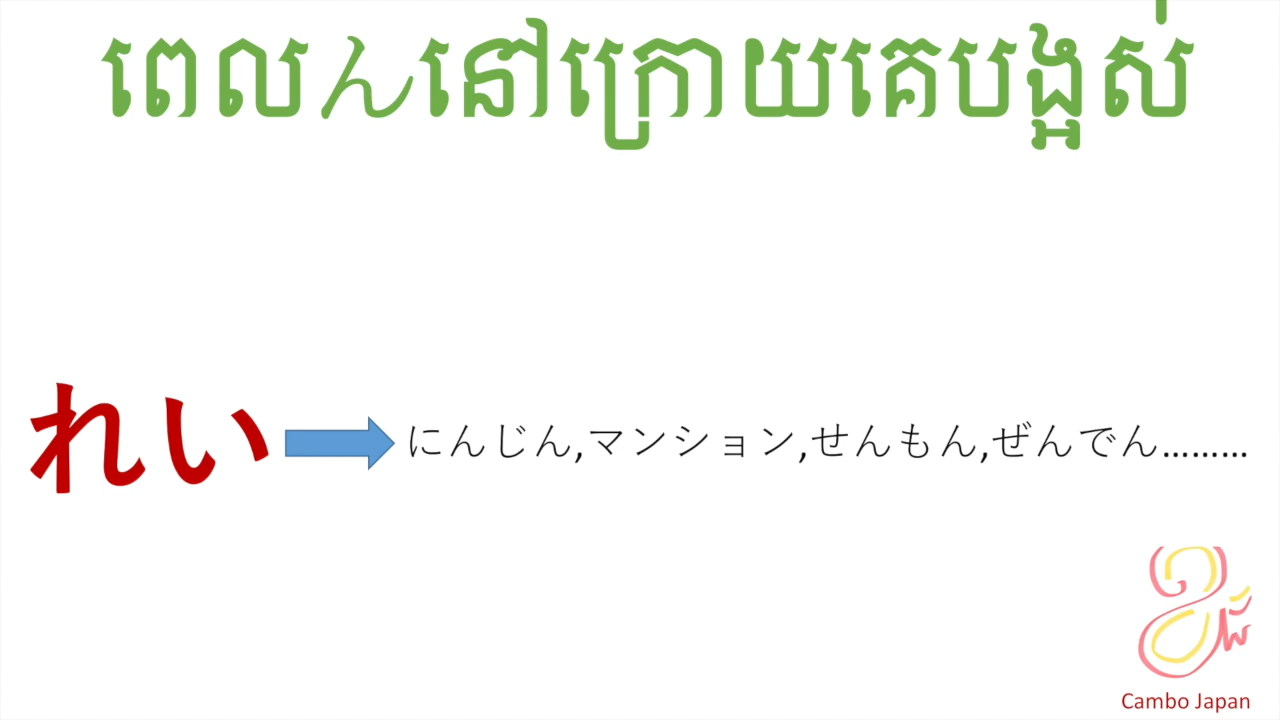 ពេលんនៅក្រោយគេបង្អស់
れい
にんじん,マンション,せんもん,ぜんでん.........
Cambo Japan